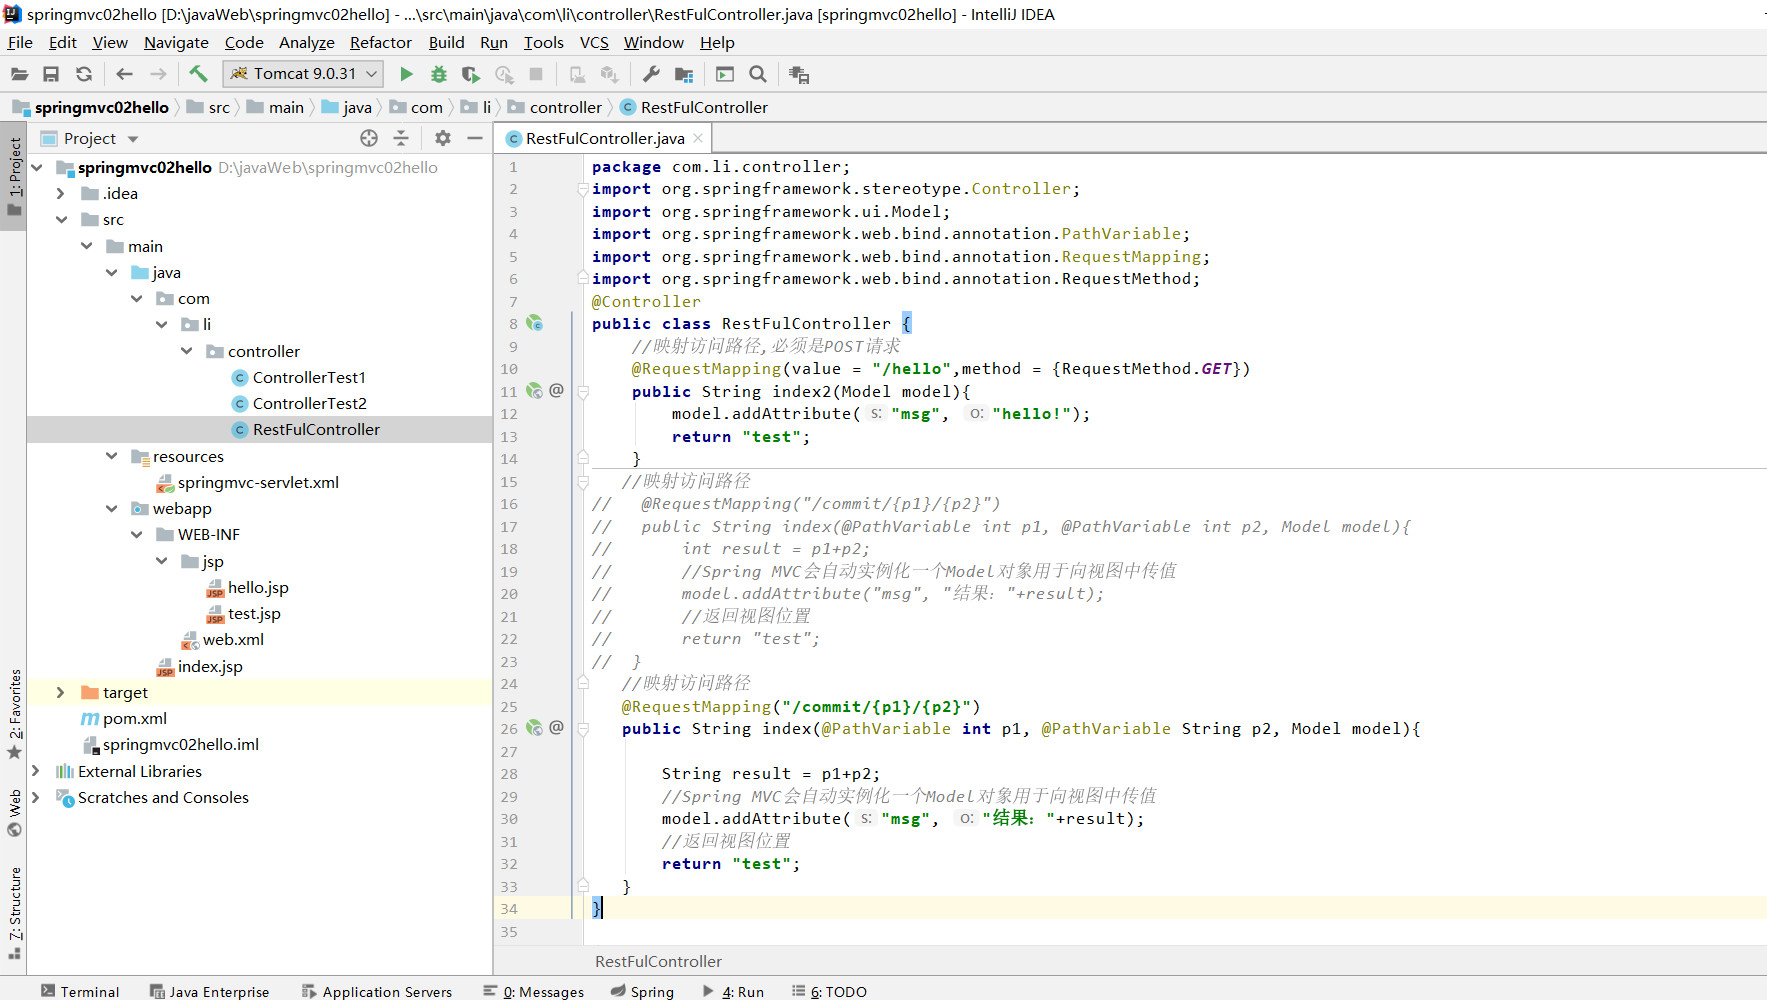 springmvc02hello [D:\javaWeb\springmvc02hello] - ...\src\main\java\com\li\controller\RestFulController.java [springmvc02hello] - IntelliJ IDEA
File Edit View Navigate Code Analyze Refactor Build Run Tools VCS Window Help
Tomcat 9.0.31
springmvc02hello src main java com li controller RestFulController
Project
RestFulController.java
1: Project
2: Favorites
Web
7: Structure
springmvc02hello D:\javaWeb\springmvc02hello
.idea
src
main
java
com
li
controller
ControllerTest1
ControllerTest2
RestFulController
resources
springmvc-servlet.xml
webapp
WEB-INF
jsp
hello.jsp
test.jsp
web.xml
index.jsp
target
pom.xml
springmvc02hello.iml
External Libraries
Scratches and Consoles
1 package com.li.controller;
2 import org.springframework.stereotype.Controller;
3 import org.springframework.ui.Model;
4 import org.springframework.web.bind.annotation.PathVariable;
5 import org.springframework.web.bind.annotation.RequestMapping;
6 import org.springframework.web.bind.annotation.RequestMethod;
7 @Controller
8 public class RestFulController {
9 //映射访问路径,必须是POST请求
10 @RequestMapping(value = "/hello",method = {RequestMethod.GET})
11 @ public String index2(Model model){
12 model.addAttribute( s: "msg", o: "hello!");
13 return "test";
14 }
15 //映射访问路径
16 // @RequestMapping("/commit/{p1}/{p2}")
17 // public String index(@PathVariable int p1, @PathVariable int p2, Model model){
18 // int result = p1+p2;
19 // //Spring MVC会自动实例化一个Model对象用于向视图中传值
20 // model.addAttribute("msg", "结果："+result);
21 // //返回视图位置
22 // return "test";
23 // }
24 //映射访问路径
25 @RequestMapping("/commit/{p1}/{p2}")
26 @ public String index(@PathVariable int p1, @PathVariable String p2, Model model){
27
28 String result = p1+p2;
29 //Spring MVC会自动实例化一个Model对象用于向视图中传值
30 model.addAttribute( s: "msg", o: "结果："+result);
31 //返回视图位置
32 return "test";
33 }
34 }
35
RestFulController
Terminal Java Enterprise Application Servers 0: Messages Spring 4: Run 6: TODO